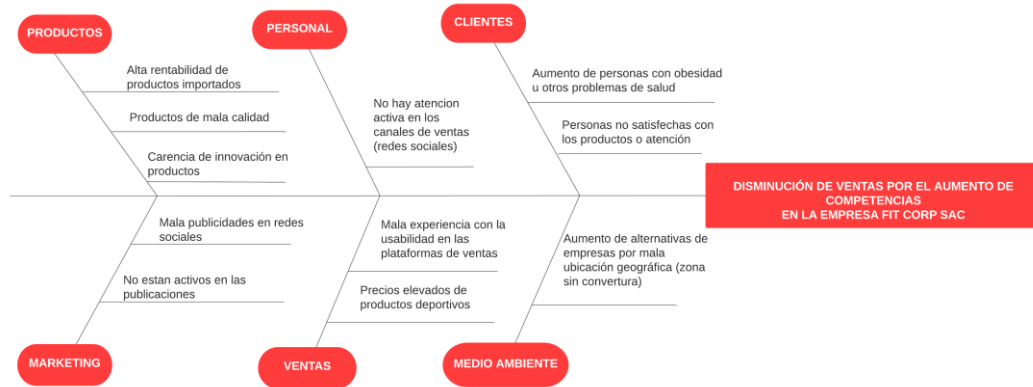 PRODUCTOS
PERSONAL
CLIENTES
Alta rentabilidad de
productos importados
Productos de mala calidad
Carencia de innovación en
productos
No hay atencion
activa en los
canales de ventas
(redes sociales)
Aumento de personas con obesidad
u otros problemas de salud
Personas no satisfechas con
los productos o atención
DISMINUCIÓN DE VENTAS POR EL AUMENTO DE
COMPETENCIAS
EN LA EMPRESA FIT CORP SAC
Mala publicidades en redes
sociales
No estan activos en las
publicaciones
Mala experiencia con la
usabilidad en las
plataformas de ventas
Precios elevados de
productos deportivos
Aumento de alternativas de
empresas por mala
ubicación geográfica (zona
sin convertura)
MARKETING
VENTAS
MEDIO AMBIENTE